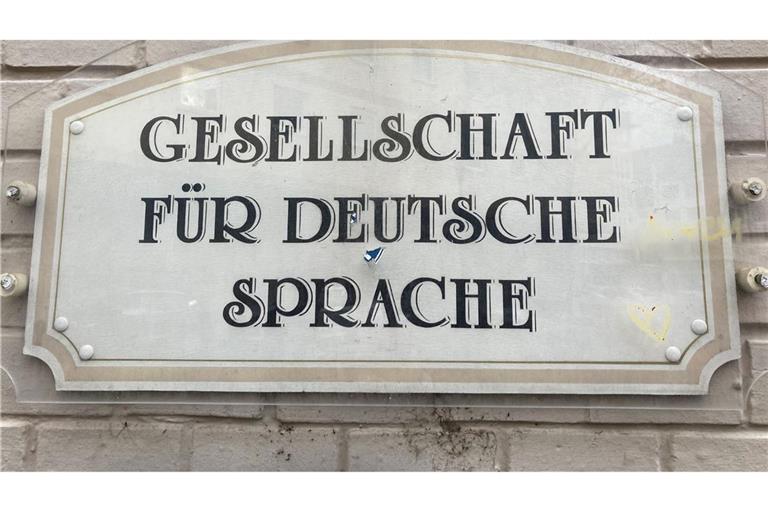 GESELLSCHAFT
FÜR DEUTSCHE
SPRACHE